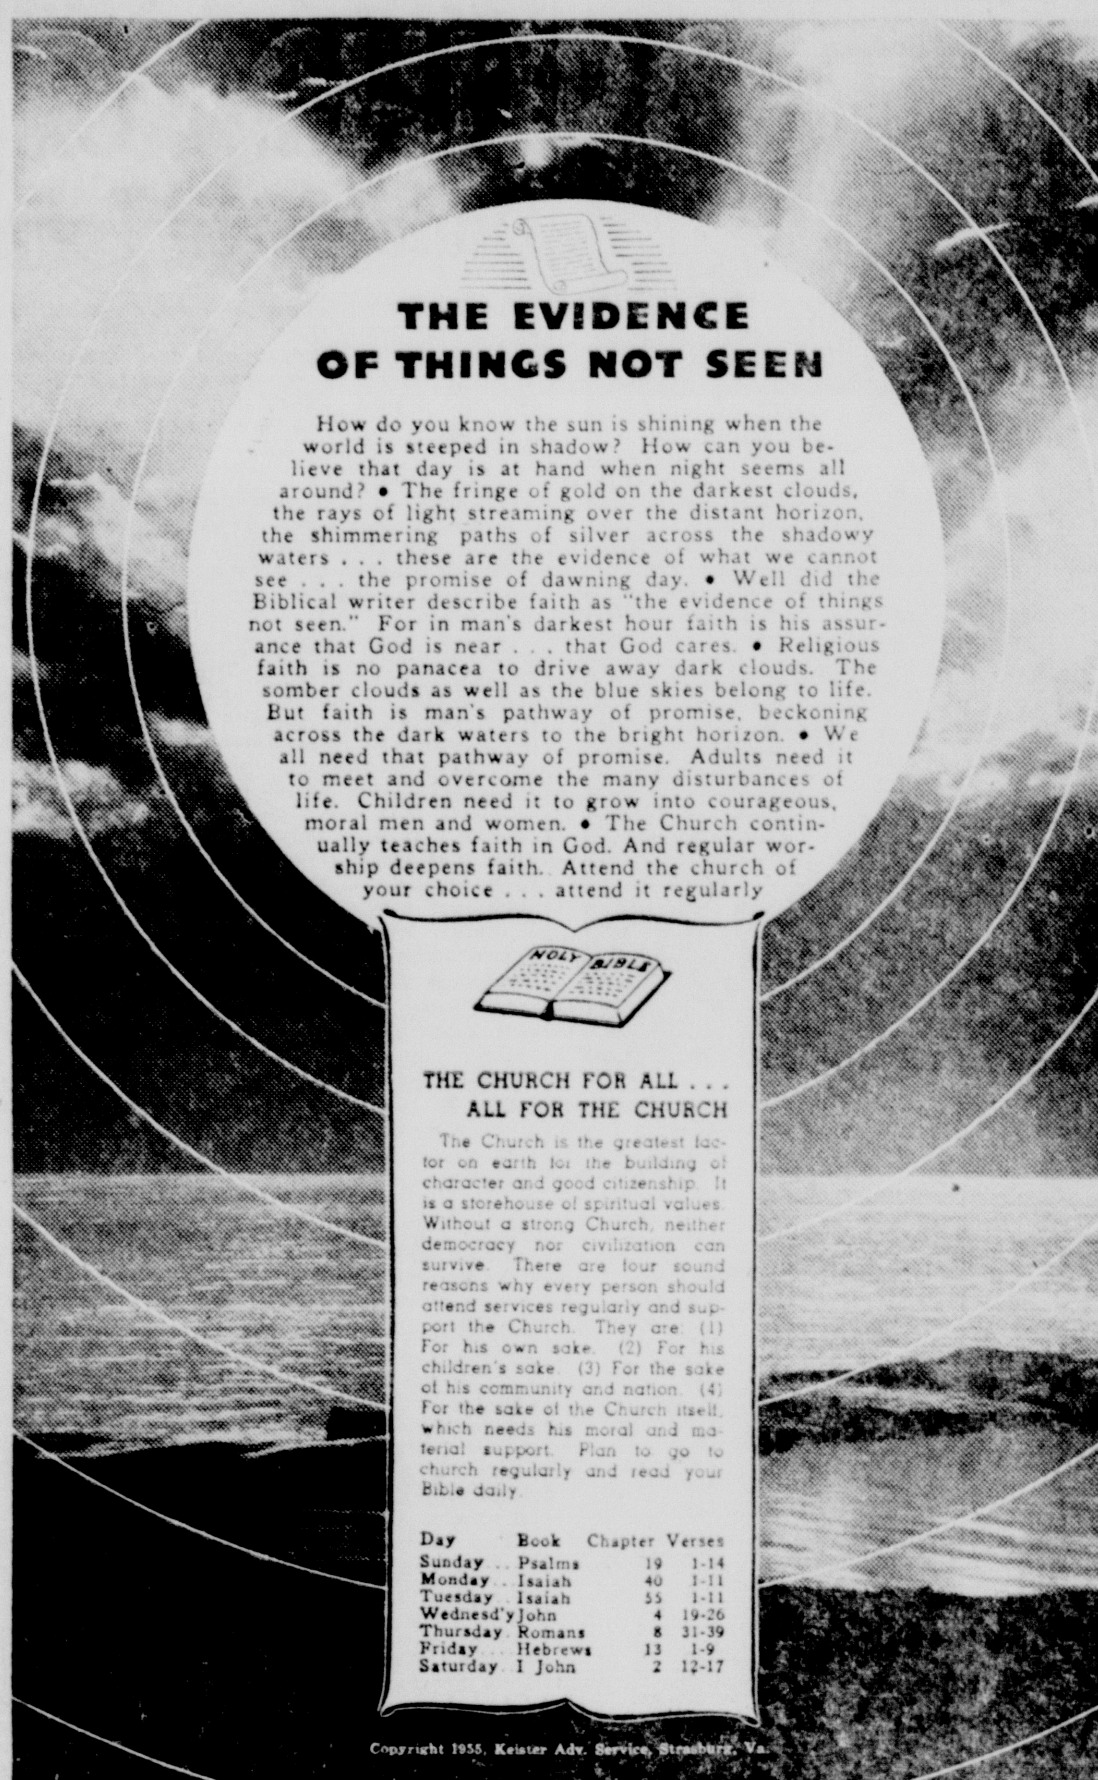 THE EVIDENCE
OF THINGS NOT SEEN
How do you know the sun is shining when the
world is steeped in shadow? How can you be-
lieve that day is at hand when night seems all
around? • The fringe of gold on the darkest clouds,
the rays of light streaming over the distant horizon,
the shimmering paths of silver across the shadowy
waters . . . these are the evidence of what we cannot
see . . . the promise of dawning day. • Well did the
Biblical writer describe faith as "the evidence of things
not seen." For in man's darkest hour faith is his assur-
ance that God is near . . . that God cares. • Religious
faith is no panacea to drive away dark clouds. The
somber clouds as well as the blue skies belong to life.
But faith is man's pathway of promise, beckoning
across the dark waters to the bright horizon. • We
all need that pathway of promise. Adults need it
to meet and overcome the many disturbances of
life. Children need it to grow into courageous,
moral men and women. • The Church contin-
ually teaches faith in God. And regular wor-
ship deepens faith. Attend the church of
your choice . . . attend it regularly
HOLY BIBLE
THE CHURCH FOR ALL . . .
ALL FOR THE CHURCH
The Church is the greatest fac-
tor on earth for the building of
character and good citizenship. It
is a storehouse of spiritual values.
Without a strong Church, neither
democracy nor civilization can
survive. There are four sound
reasons why every person should
attend services regularly and sup-
port the Church. They are: (1)
For his own sake. (2) For his
children's sake. (3) For the sake
of his community and nation. (4)
For the sake of the Church itself,
which needs his moral and ma-
terial support. Plan to go to
church regularly and read your
Bible daily.
Day Book Chapter Verses
Sunday . . Psalms 19 1-14
Monday . . Isaiah 40 1-11
Tuesday . Isaiah 55 1-11
Wednesd'y John 4 19-26
Thursday . Romans 8 31-39
Friday . . . Hebrews 13 1-9
Saturday . I John 2 12-17
Copyright 1955, Keister Adv. Service, Strasburg, Va.